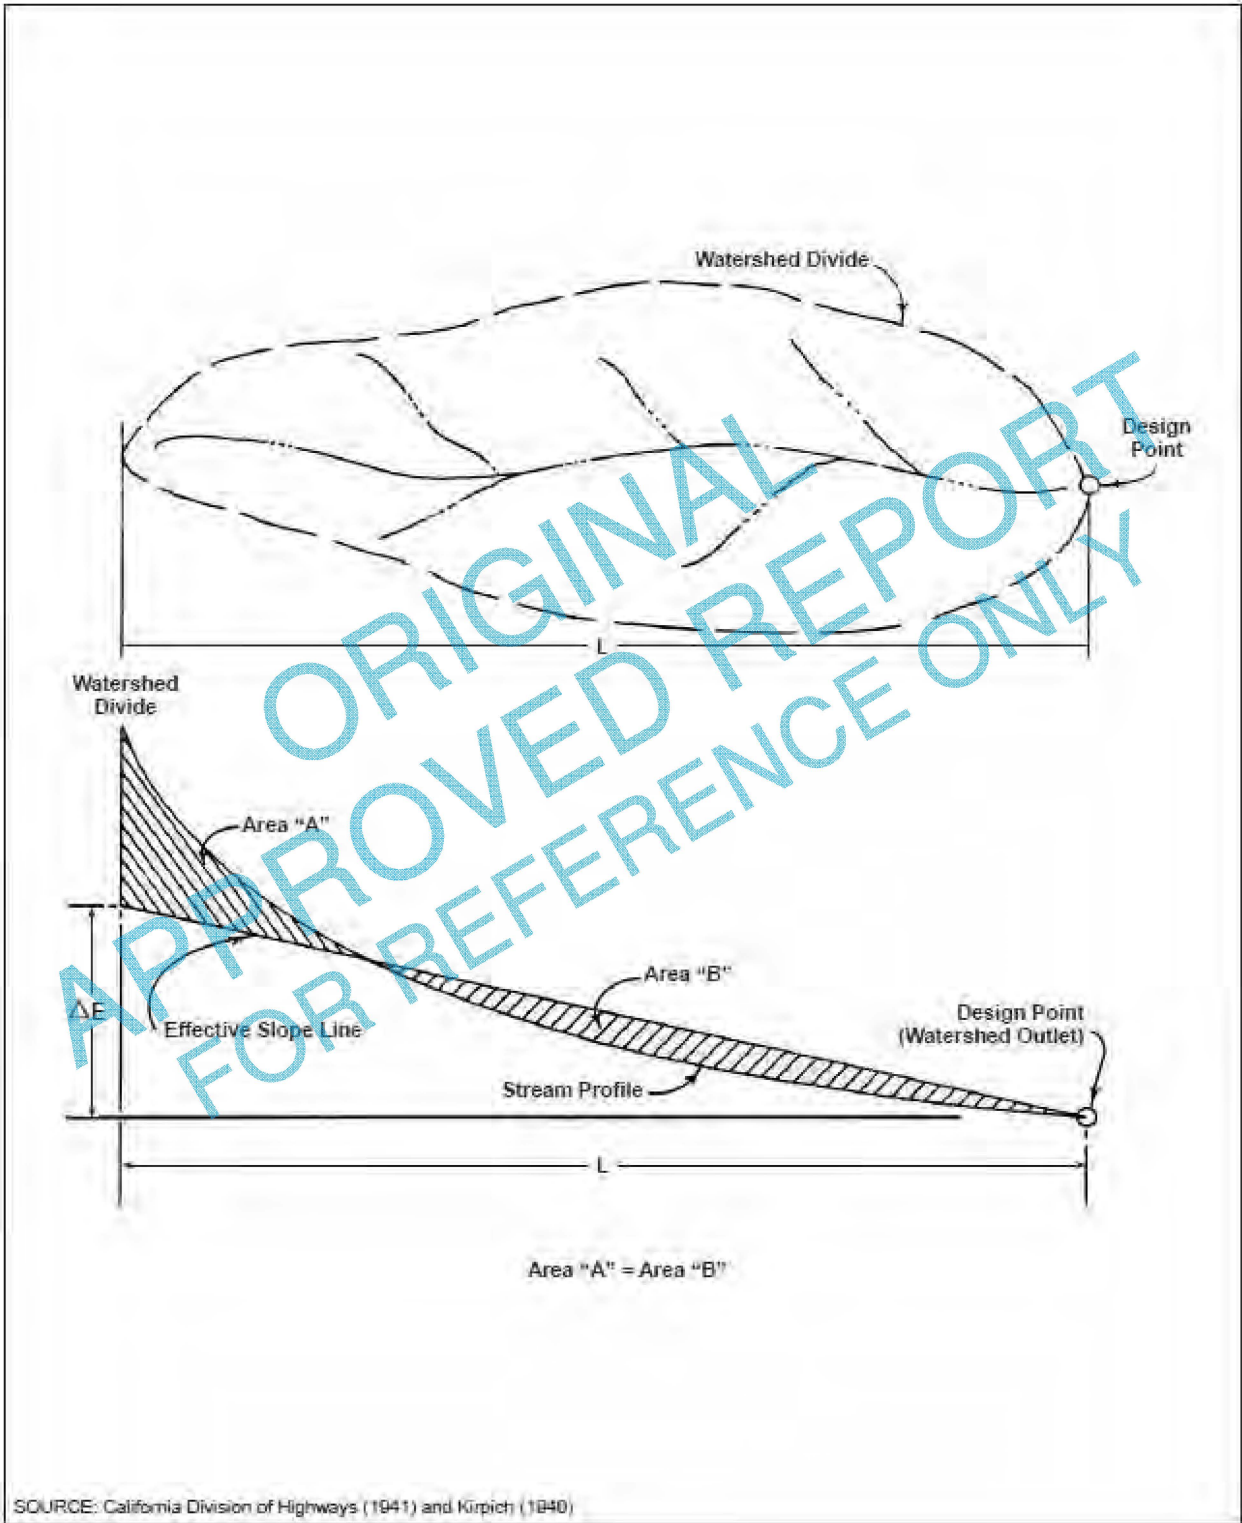 Watershed Divide
Design
Point
L
Watershed
Divide
Area “A”
ΔE
Effective Slope Line
Area “B”
Design Point
(Watershed Outlet)
Stream Profile
L
Area “A” = Area “B”
SOURCE: California Division of Highways (1941) and Kirpich (1940)
ORIGINAL
APPROVED REPORT
FOR REFERENCE ONLY